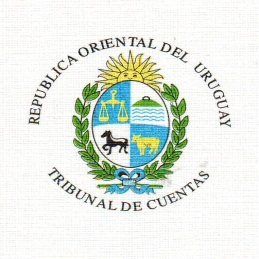 REPUBLICA ORIENTAL DEL URUGUAY
TRIBUNAL DE CUENTAS